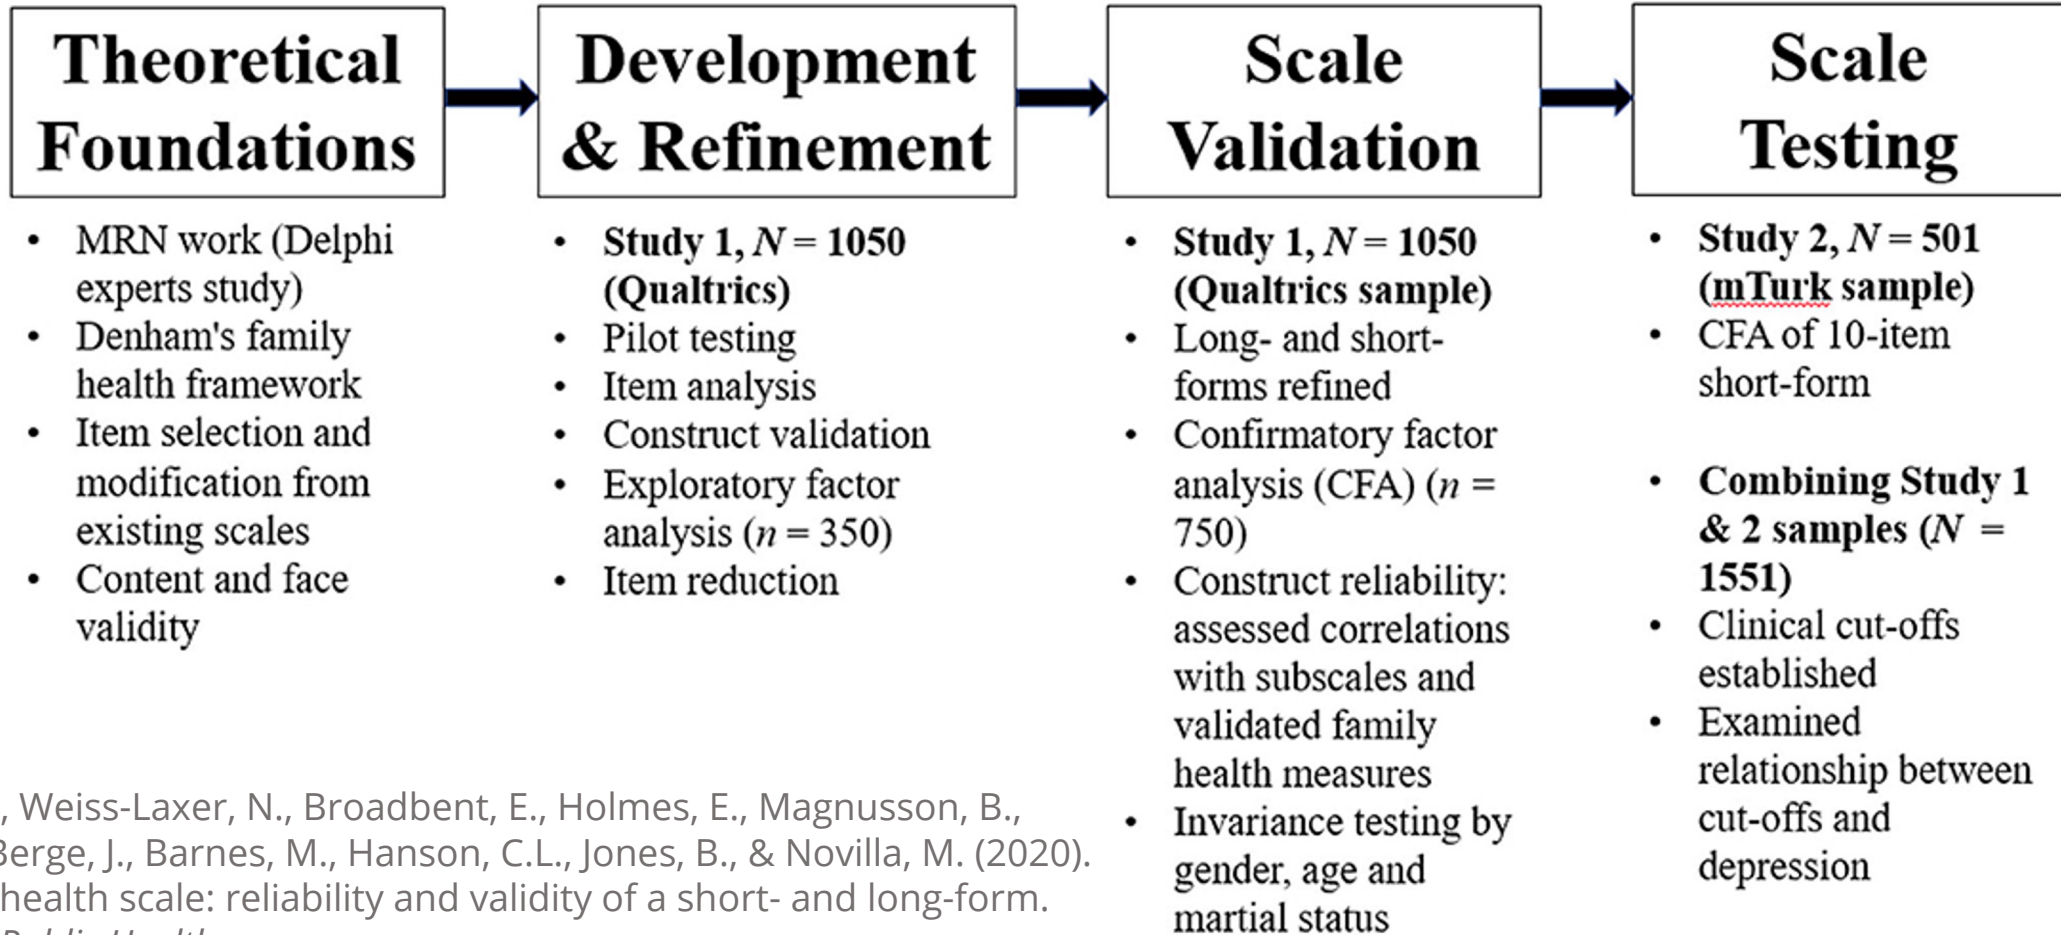 Theoretical
Foundations
Development
& Refinement
Scale
Validation
Scale
Testing
• MRN work (Delphi
experts study)
• Denham's family
health framework
• Item selection and
modification from
existing scales
• Content and face
validity
• Study 1, N = 1050
(Qualtrics)
• Pilot testing
• Item analysis
• Construct validation
• Exploratory factor
analysis (n = 350)
• Item reduction
• Study 1, N = 1050
(Qualtrics sample)
• Long- and short-
forms refined
• Confirmatory factor
analysis (CFA) (n =
750)
• Construct reliability:
assessed correlations
with subscales and
validated family
health measures
• Invariance testing by
gender, age and
martial status
• Study 2, N = 501
(mTurk sample)
• CFA of 10-item
short-form
• Combining Study 1
& 2 samples (N =
1551)
• Clinical cut-offs
established
• Examined
relationship between
cut-offs and
depression
, Weiss-Laxer, N., Broadbent, E., Holmes, E., Magnusson, B.,
Berge, J., Barnes, M., Hanson, C.L., Jones, B., & Novilla, M. (2020).
health scale: reliability and validity of a short- and long-form.